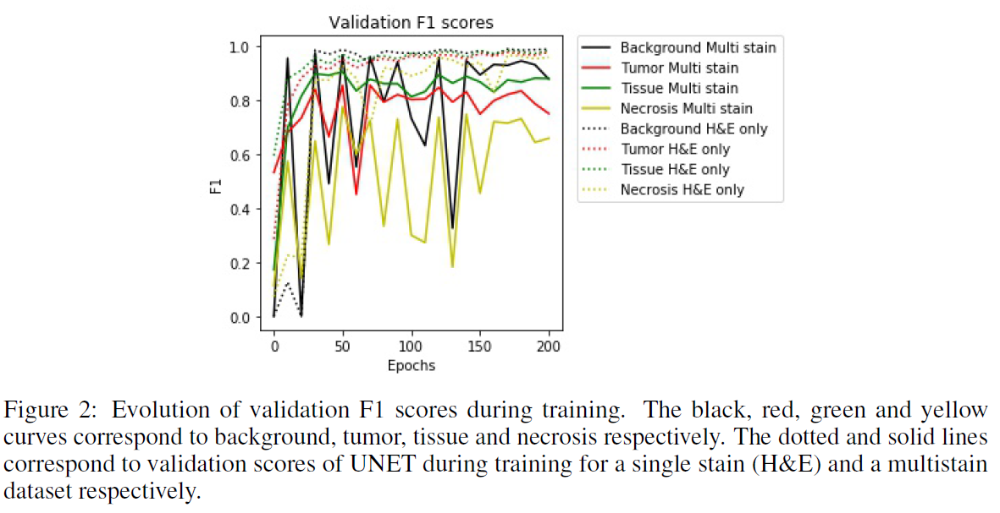 Validation F1 scores
1.0
0.8
0.6
0.4
0.2
0.0
F1
0 50 100 150 200
Epochs
Background Multi stain
Tumor Multi stain
Tissue Multi stain
Necrosis Multi stain
Background H&E only
Tumor H&E only
Tissue H&E only
Necrosis H&E only
Figure 2: Evolution of validation F1 scores during training. The black, red, green and yellow
curves correspond to background, tumor, tissue and necrosis respectively. The dotted and solid lines
correspond to validation scores of UNET during training for a single stain (H&E) and a multistain
dataset respectively.